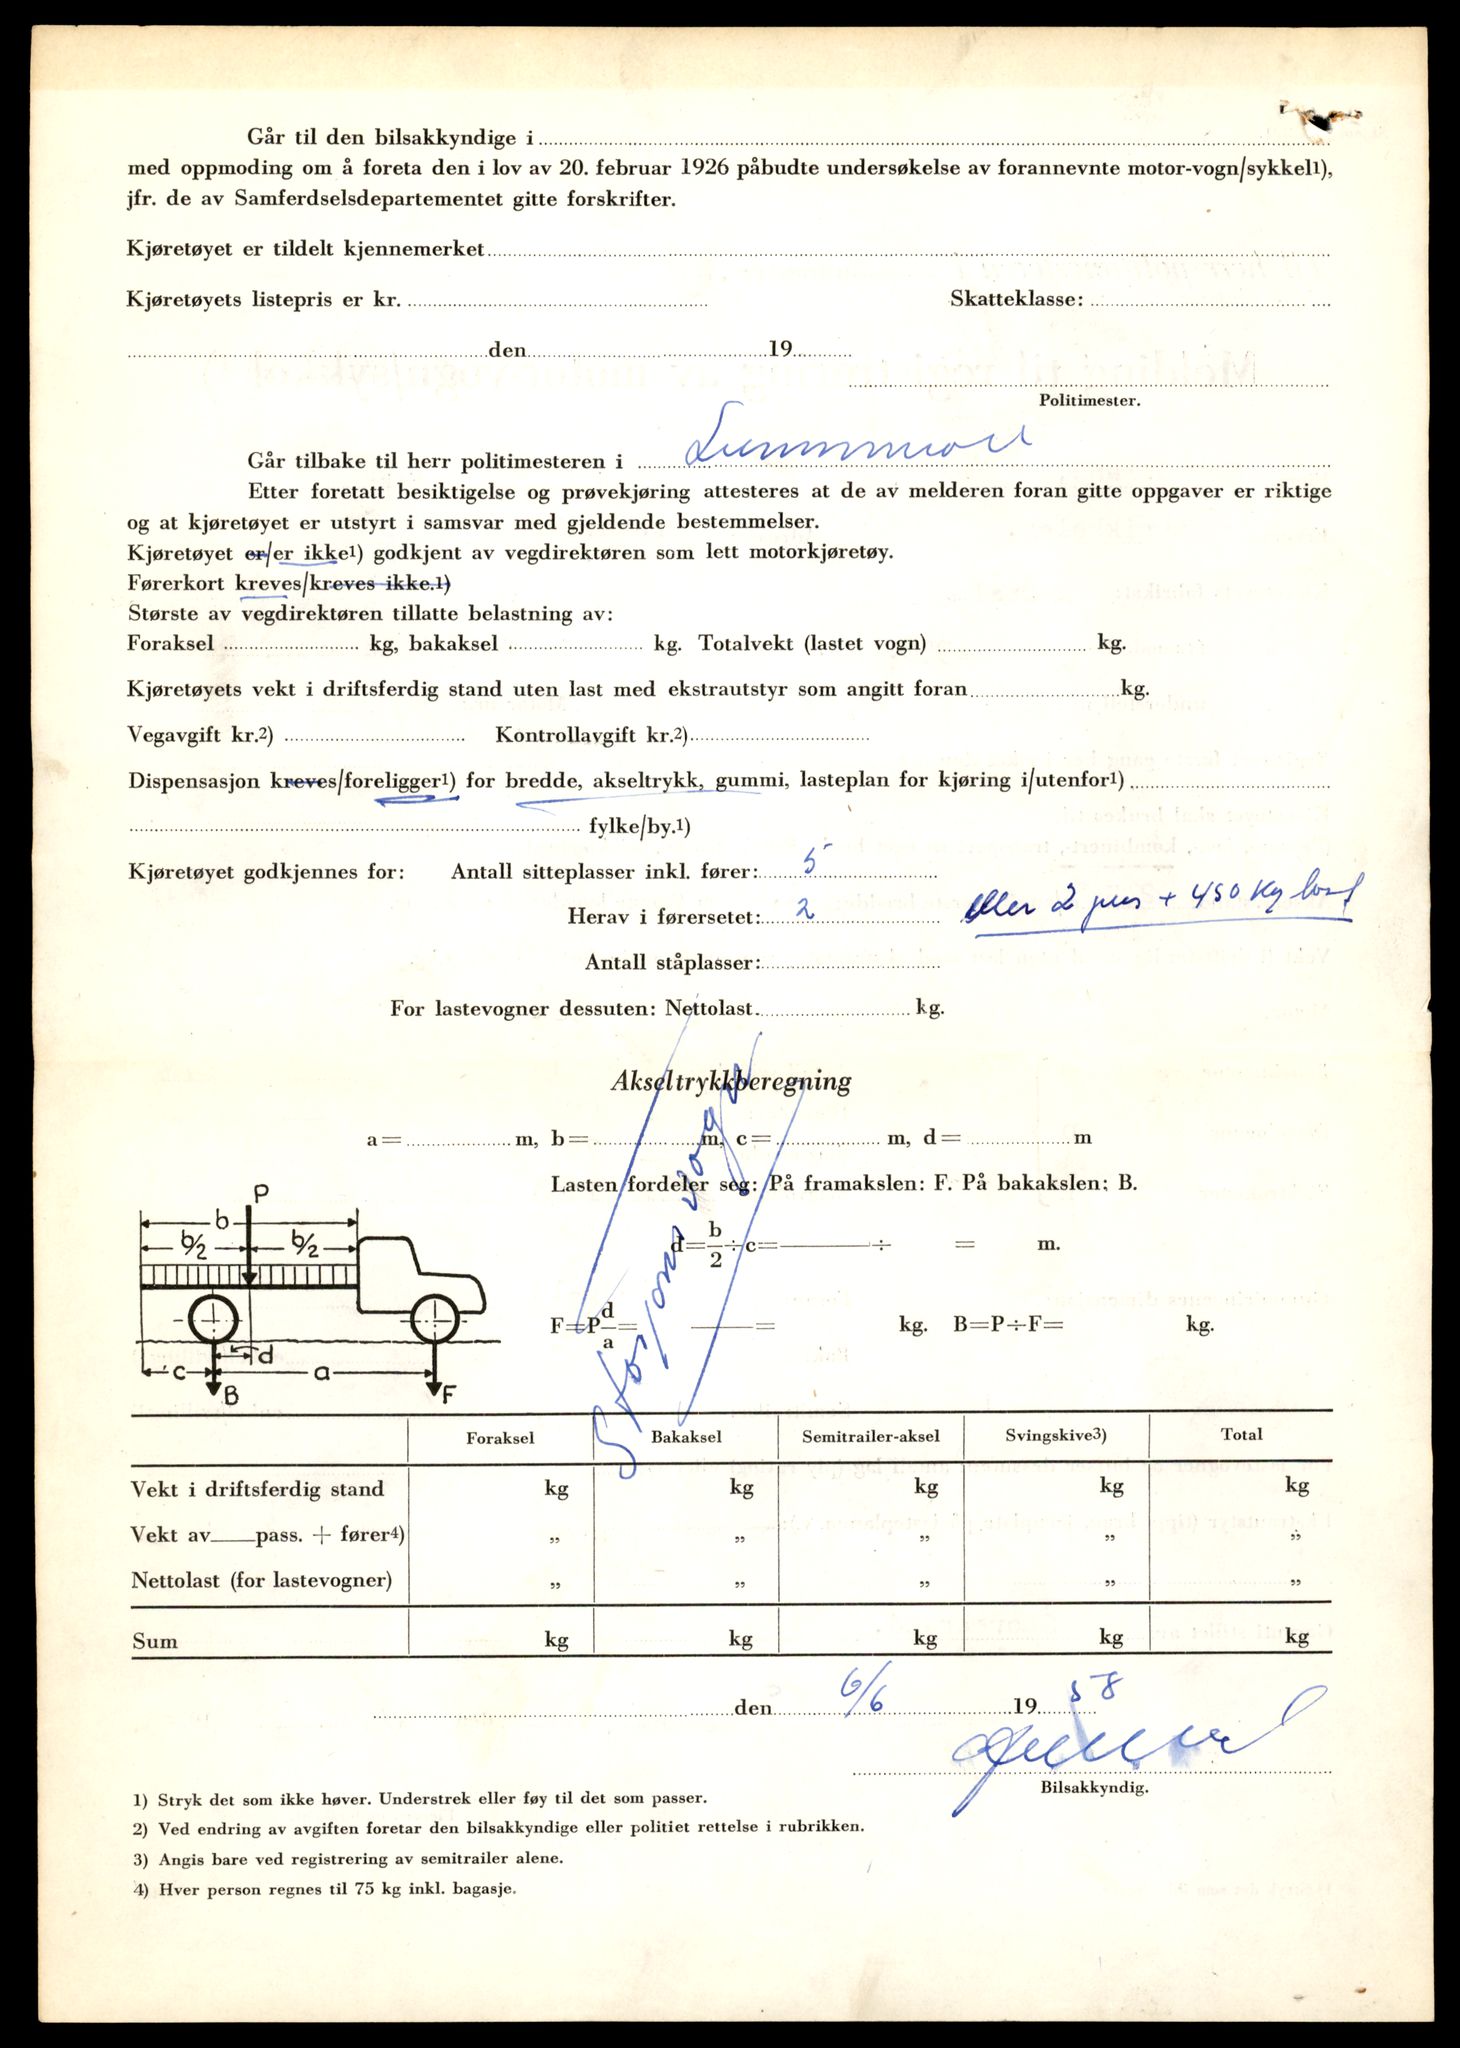 Går til den bilsakkyndige i
med oppmoding om å foreta den i lov av 20. februar 1926 påbudte undersøkelse av forannevnte motor-vogn/sykkel1),
jfr. de av Samferdselsdepartementet gitte forskrifter.
Kjøretøyet er tildelt kjennemerket
Kjøretøyets listepris er kr. Skatteklasse:
den 19
Politimester.
Går tilbake til herr politimesteren i
Etter foretatt besiktigelse og prøvekjøring attesteres at de av melderen foran gitte oppgaver er riktige
og at kjøretøyet er utstyrt i samsvar med gjeldende bestemmelser.
Kjøretøyet er/er ikke1) godkjent av vegdirektøren som lett motorkjøretøy.
Førerkort kreves/kreves ikke.1)
Største av vegdirektøren tillatte belastning av:
Foraksel kg, bakaksel kg. Totalvekt (lastet vogn) kg.
Kjøretøyets vekt i driftsferdig stand uten last med ekstrautstyr som angitt foran kg.
Vegavgift kr.2) Kontrollavgift kr.2)
Dispensasjon kreves/foreligger1) for bredde, akseltrykk, gummi, lasteplan for kjøring i/utenfor1)
fylke/by.1)
Kjøretøyet godkjennes for: Antall sitteplasser inkl. fører: 5
Herav i førersetet: 2 eller 2 pers + 450 kg last
Antall ståplasser:
For lastevogner dessuten: Nettolast. kg.
Akseltrykkberegning
a= m, b= m, c= m, d= m
Lasten fordeler seg: På framakslen: F. På bakakslen: B.
d=b/2÷c= ÷ = m.
F=P d/a= = kg. B=P÷F= kg.
Stasjonsvogn
P
b
b/2 b/2
c d a
B F
Foraksel Bakaksel Semitrailer-aksel Svingskive3) Total
Vekt i driftsferdig stand kg kg kg kg kg
Vekt av pass. + fører4) „ „ „ „ „
Nettolast (for lastevogner) „ „ „ „ „
Sum kg kg kg kg kg
den 6/6 19 58
Bilsakkyndig.
1) Stryk det som ikke høver. Understrek eller føy til det som passer.
2) Ved endring av avgiften foretar den bilsakkyndige eller politiet rettelse i rubrikken.
3) Angis bare ved registrering av semitrailer alene.
4) Hver person regnes til 75 kg inkl. bagasje.